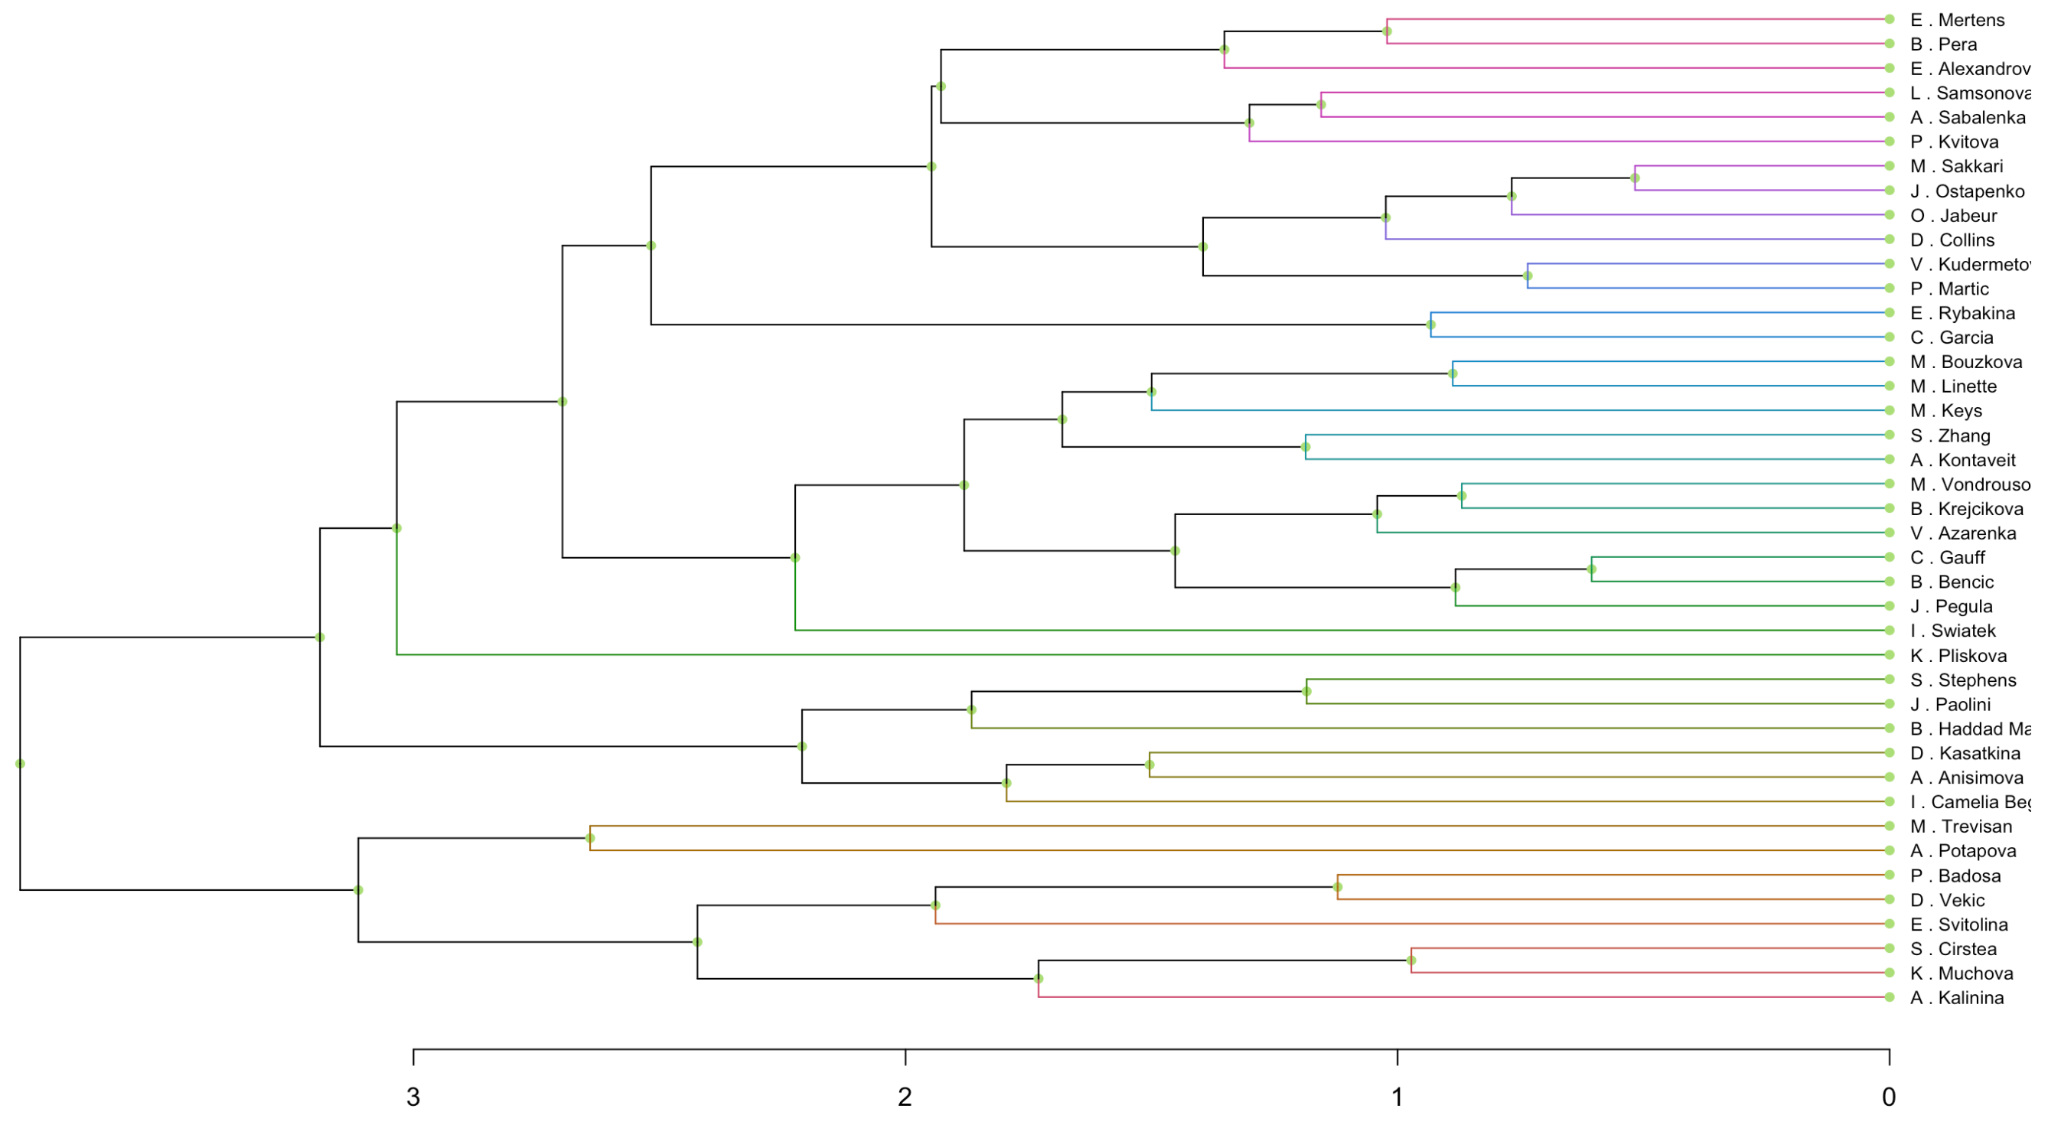 E . Mertens
B . Pera
E . Alexandrov
L . Samsonova
A . Sabalenka
P . Kvitova
M . Sakkari
J . Ostapenko
O . Jabeur
D . Collins
V . Kudermetov
P . Martic
E . Rybakina
C . Garcia
M . Bouzkova
M . Linette
M . Keys
S . Zhang
A . Kontaveit
M . Vondrouso
B . Krejcikova
V . Azarenka
C . Gauff
B . Bencic
J . Pegula
I . Swiatek
K . Pliskova
S . Stephens
J . Paolini
B . Haddad Ma
D . Kasatkina
A . Anisimova
I . Camelia Beg
M . Trevisan
A . Potapova
P . Badosa
D . Vekic
E . Svitolina
S . Cirstea
K . Muchova
A . Kalinina
3 2 1 0